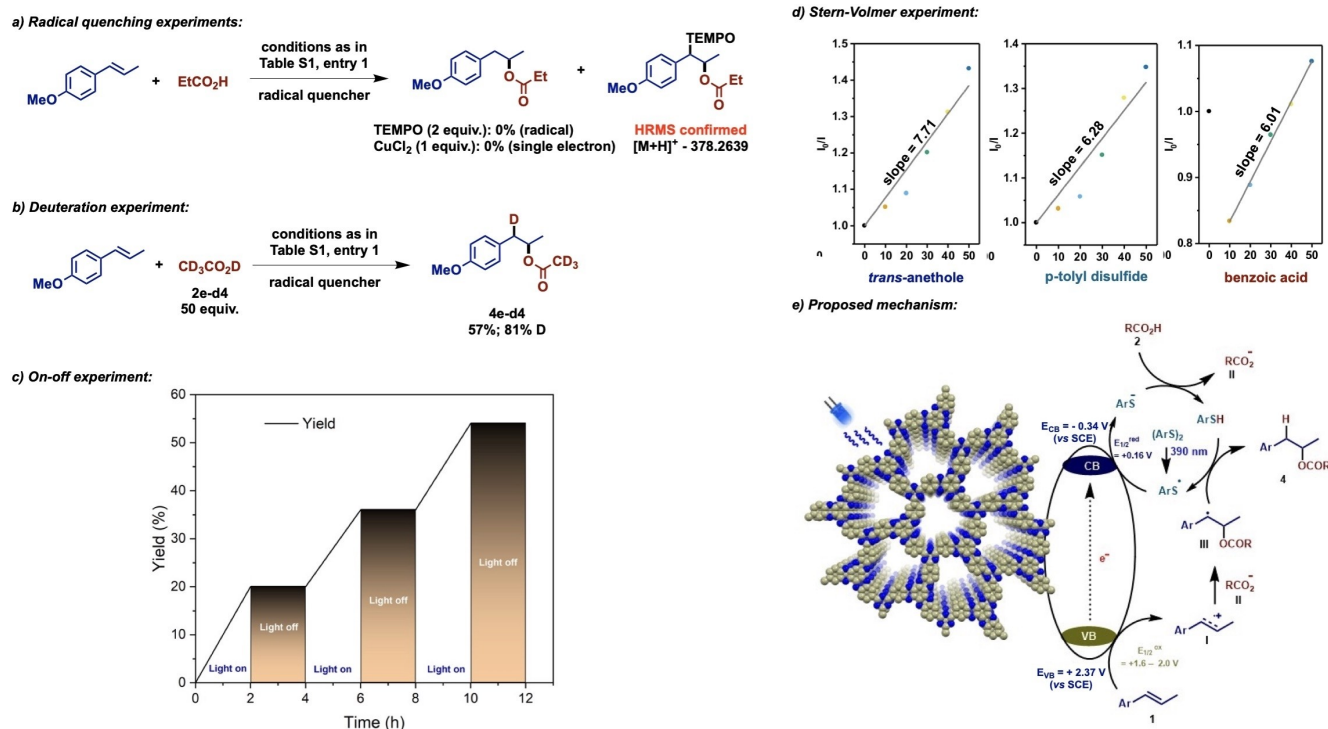 a) Radical quenching experiments:
MeO
+
EtCO2H
conditions as in
Table S1, entry 1
radical quencher
MeO
O
Et
O
+
TEMPO
MeO
O
Et
O
TEMPO (2 equiv.): 0% (radical)
CuCl2 (1 equiv.): 0% (single electron)
HRMS confirmed
[M+H]+ - 378.2639
b) Deuteration experiment:
MeO
+
CD3CO2D
2e-d4
50 equiv.
conditions as in
Table S1, entry 1
radical quencher
D
MeO
O
CD3
O
4e-d4
57%; 81% D
c) On-off experiment:
Yield (%)
60
50
40
30
20
10
0
Yield
Light on
Light off
Light on
Light off
Light on
Light off
0 2 4 6 8 10 12
Time (h)
d) Stern-Volmer experiment:
I0/I
1.5
1.4
1.3
1.2
1.1
1.0
slope = 7.71
0 10 20 30 40 50
trans-anethole
I0/I
1.4
1.3
1.2
1.1
1.0
slope = 6.28
0 10 20 30 40 50
p-tolyl disulfide
I0/I
1.1
1.0
0.9
0.8
slope = 6.01
0 10 20 30 40 50
benzoic acid
e) Proposed mechanism:
RCO2H
2
RCO2-
II
ArS-
ArSH
ECB = - 0.34 V
(vs SCE)
E1/2red
= +0.16 V
(ArS)2
390 nm
ArS•
CB
H
Ar
OCOR
4
Ar
OCOR
III
e-
RCO2-
II
VB
Ar
•+
I
E1/2ox
= +1.6 – 2.0 V
EVB = + 2.37 V
(vs SCE)
Ar
1